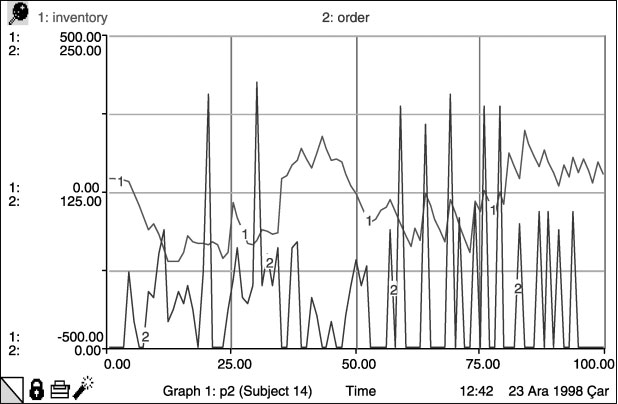 1: inventory 2: order
1: 500.00
2: 250.00
1
1: 0.00
2: 125.00
1 1 1
2 2 2
2
1: -500.00
2: 0.00
0.00 25.00 50.00 75.00 100.00
Graph 1: p2 (Subject 14) Time 12:42 23 Ara 1998 Çar